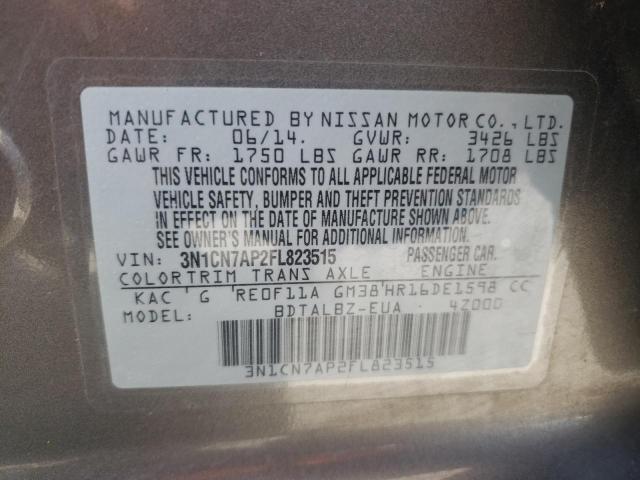 MANUFACTURED BY NISSAN MOTOR CO., LTD.
DATE: 06/14. GVWR: 3426 LBS
GAWR FR: 1750 LBS GAWR RR: 1708 LBS
THIS VEHICLE CONFORMS TO ALL APPLICABLE FEDERAL MOTOR
VEHICLE SAFETY, BUMPER AND THEFT PREVENTION STANDARDS
IN EFFECT ON THE DATE OF MANUFACTURE SHOWN ABOVE.
SEE OWNER'S MANUAL FOR ADDITIONAL INFORMATION.
VIN: 3N1CN7AP2FL823515 PASSENGER CAR.
COLOR TRIM TRANS AXLE ENGINE
KAC G RE0F11A GM38 HR16DE1598 CC
MODEL: BDTALBZ-EUA 4Z000
3N1CN7AP2FL823515